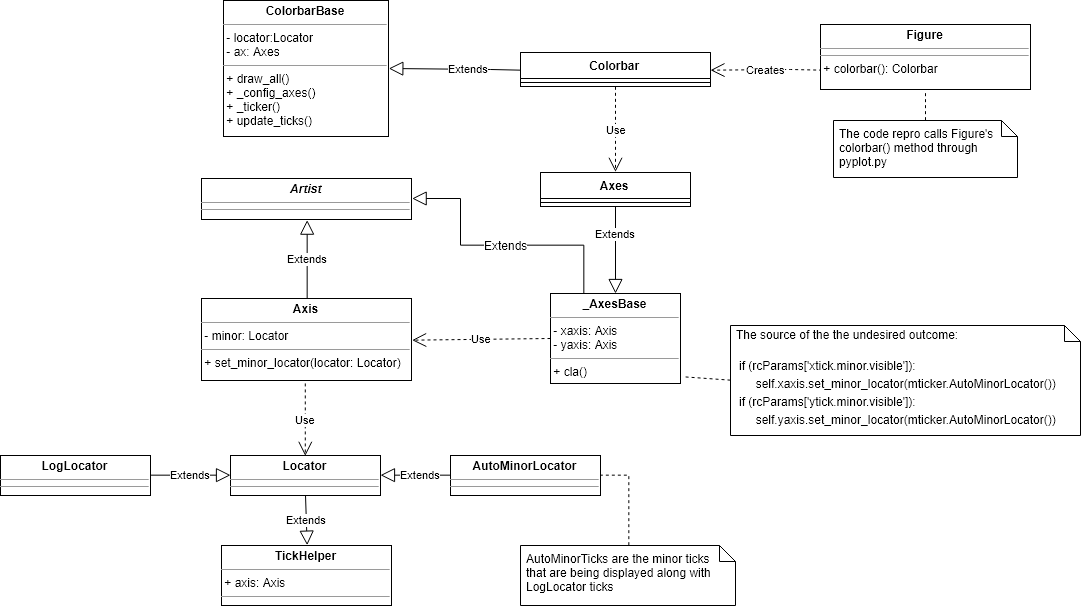 ColorbarBase
- locator:Locator
- ax: Axes
+ draw_all()
+ _config_axes()
+ _ticker()
+ update_ticks()
Extends
Colorbar
Creates
Figure
+ colorbar(): Colorbar
The code repro calls Figure's
colorbar() method through
pyplot.py
Use
Axes
Artist
Extends
Extends
Extends
Axis
- minor: Locator
+ set_minor_locator(locator: Locator)
Use
_AxesBase
- xaxis: Axis
- yaxis: Axis
+ cla()
The source of the the undesired outcome:
if (rcParams['xtick.minor.visible']):
self.xaxis.set_minor_locator(mticker.AutoMinorLocator())
if (rcParams['ytick.minor.visible']):
self.yaxis.set_minor_locator(mticker.AutoMinorLocator())
Use
LogLocator
Extends
Locator
Extends
AutoMinorLocator
Extends
TickHelper
+ axis: Axis
AutoMinorTicks are the minor ticks
that are being displayed along with
LogLocator ticks